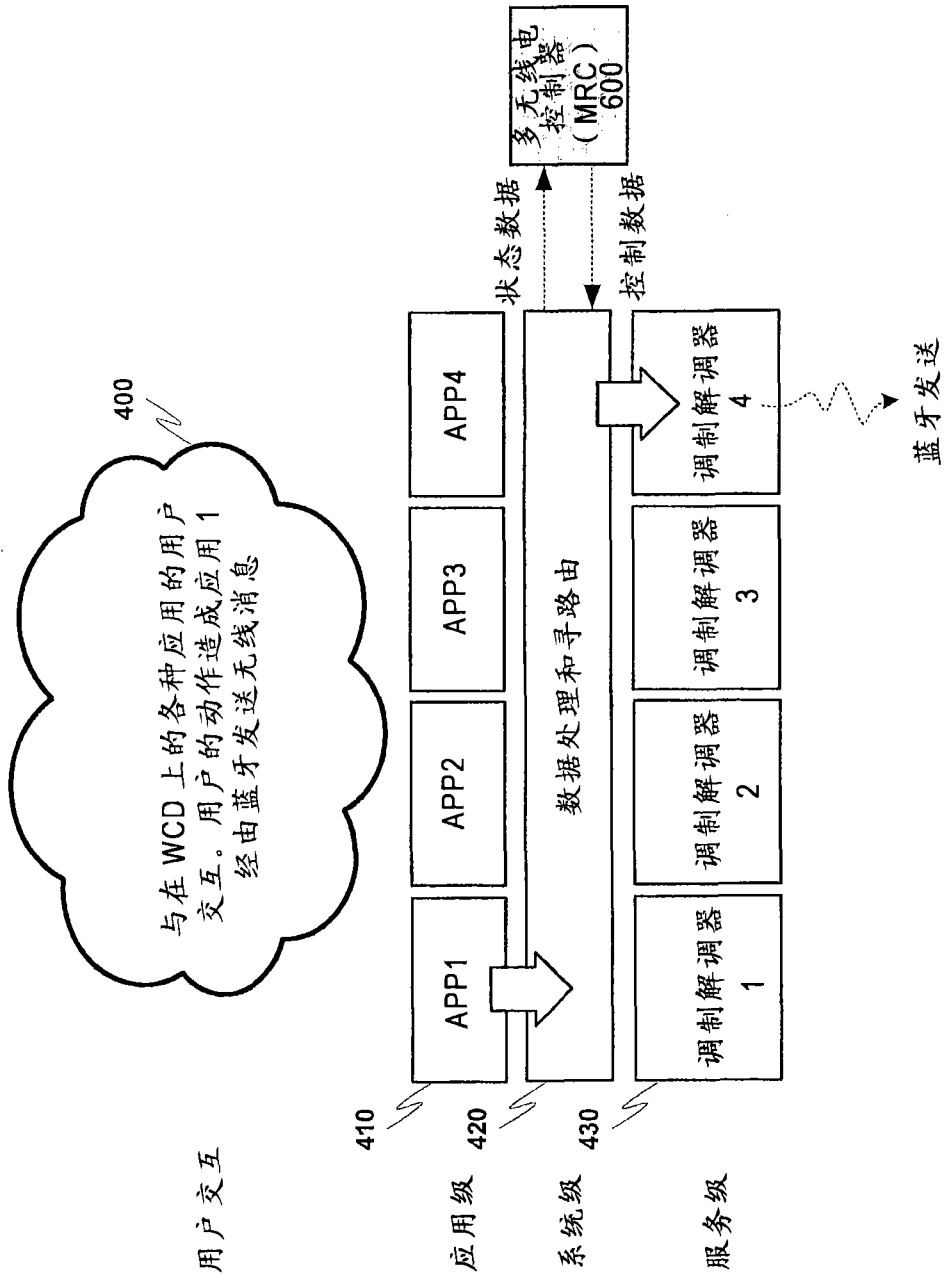 用户交互
400
与在 WCD 上的各种应用的用户
交互。用户的动作造成应用 1
经由蓝牙发送无线消息
应用级
410
APP1
APP2
APP3
APP4
状态数据
系统级
420
数据处理和寻路由
多无线电
控制器
(MRC)
600
控制数据
服务级
430
调制解调器
1
调制解调器
2
调制解调器
3
调制解调器
4
蓝牙发送